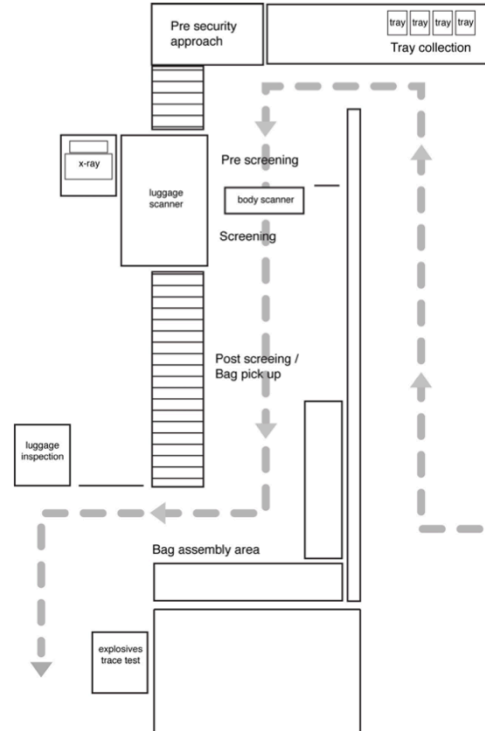 Pre security
approach
tray tray tray tray
Tray collection
x-ray
luggage
scanner
Pre screening
body scanner
Screening
Post screeing /
Bag pick up
luggage
inspection
Bag assembly area
explosives
trace test